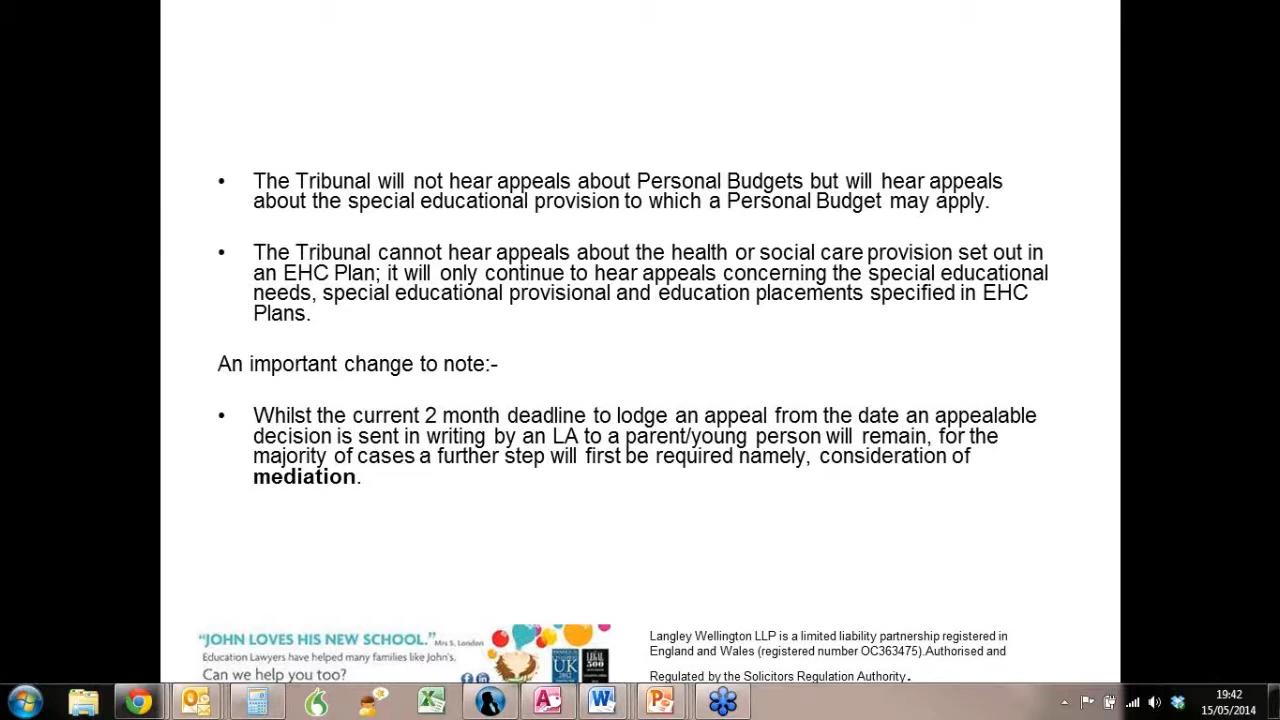 • The Tribunal will not hear appeals about Personal Budgets but will hear appeals
about the special educational provision to which a Personal Budget may apply.
• The Tribunal cannot hear appeals about the health or social care provision set out in
an EHC Plan; it will only continue to hear appeals concerning the special educational
needs, special educational provisional and education placements specified in EHC
Plans.
An important change to note:-
• Whilst the current 2 month deadline to lodge an appeal from the date an appealable
decision is sent in writing by an LA to a parent/young person will remain, for the
majority of cases a further step will first be required namely, consideration of
mediation.
“JOHN LOVES HIS NEW SCHOOL.” Mrs S, London
Education Lawyers have helped many families like John's.
Can we help you too?
UK
500
Langley Wellington LLP is a limited liability partnership registered in
England and Wales (registered number OC363475).Authorised and
Regulated by the Solicitors Regulation Authority.
19:42
15/05/2014